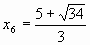 x₆ = (5 + √34) / 3